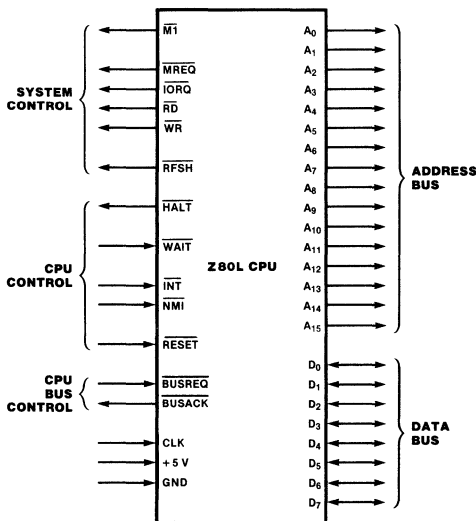 SYSTEM
CONTROL
M1
MREQ
IORQ
RD
WR
RFSH
CPU
CONTROL
HALT
WAIT
INT
NMI
RESET
CPU
BUS
CONTROL
BUSREQ
BUSACK
CLK
+5 V
GND
Z80L CPU
A0
A1
A2
A3
A4
A5
A6
A7
A8
A9
A10
A11
A12
A13
A14
A15
ADDRESS
BUS
D0
D1
D2
D3
D4
D5
D6
D7
DATA
BUS